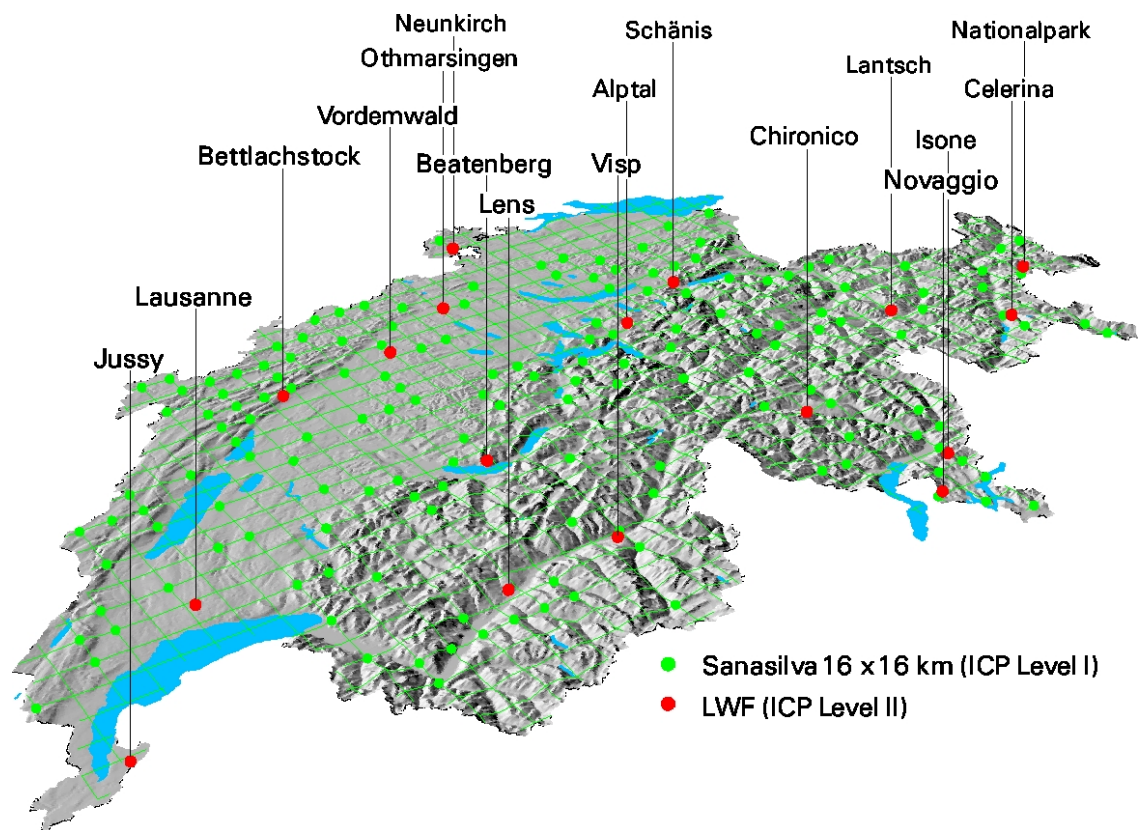 Neunkirch
Othmarsingen
Vordemwald
Bettlachstock
Lausanne
Jussy
Beatenberg
Lens
Schänis
Alptal
Visp
Nationalpark
Lantsch
Celerina
Chironico
Isone
Novaggio
Sanasilva 16 x 16 km (ICP Level I)
LWF (ICP Level II)